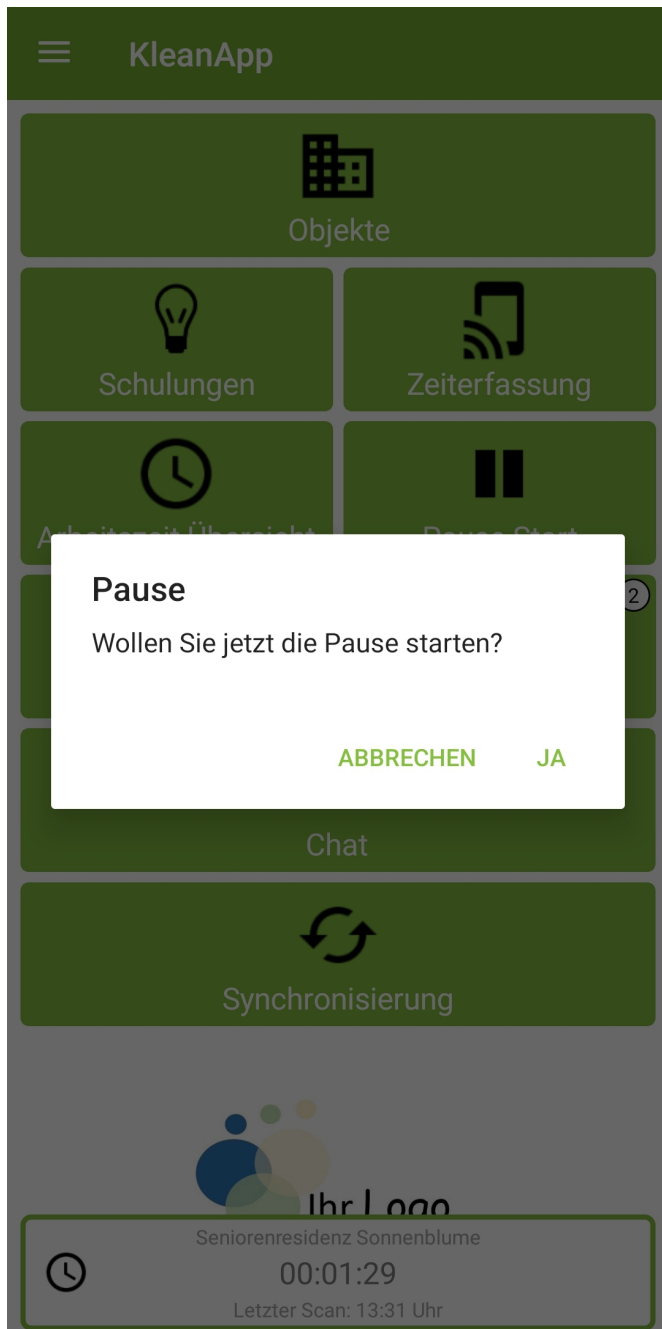 KleanApp
Objekte
Schulungen
Zeiterfassung
Pause
Wollen Sie jetzt die Pause starten?
2
ABBRECHEN
JA
Chat
Synchronisierung
Ihr Logo
Seniorenresidenz Sonnenblume
00:01:29
Letzter Scan: 13:31 Uhr